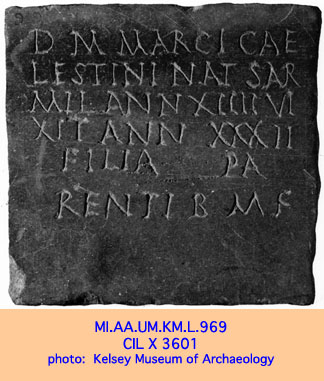 D M MARCI CAE
LESTINI NAT SAR
MIL ANN XIIIII VI
XIT ANN XXXII
FILIA PA
RENTI B M F
MI.AA.UM.KM.L.969
CIL X 3601
photo: Kelsey Museum of Archaeology